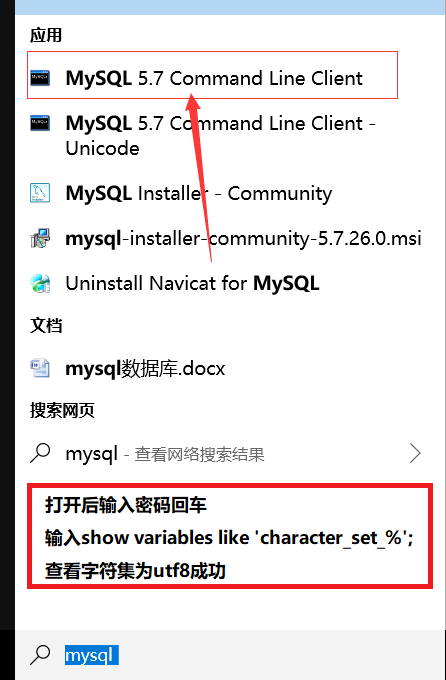 应用
MySQL 5.7 Command Line Client
MySQL 5.7 Command Line Client -
Unicode
MySQL Installer - Community
mysql-installer-community-5.7.26.0.msi
Uninstall Navicat for MySQL
文档
mysql数据库.docx
搜索网页
mysql - 查看网络搜索结果
打开后输入密码回车
输入show variables like 'character_set_%';
查看字符集为utf8成功
mysql